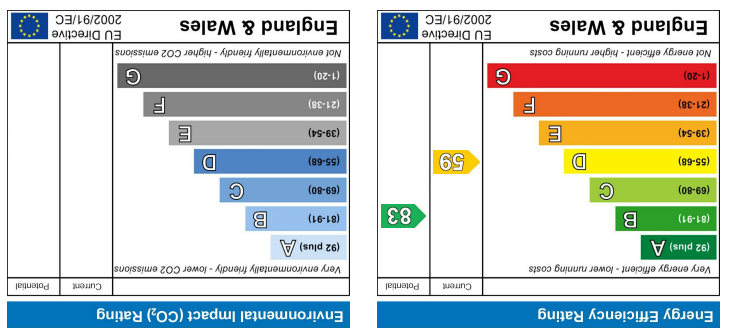 Energy Efficiency Rating
Current
Potential
Very energy efficient - lower running costs
(92 plus) A
(81-91) B
(69-80) C
(55-68) D
(39-54) E
(21-38) F
(1-20) G
59
83
Not energy efficient - higher running costs
England & Wales
EU Directive
2002/91/EC
Environmental Impact (CO₂) Rating
Current
Potential
Very environmentally friendly - lower CO2 emissions
(92 plus) A
(81-91) B
(69-80) C
(55-68) D
(39-54) E
(21-38) F
(1-20) G
Not environmentally friendly - higher CO2 emissions
England & Wales
EU Directive
2002/91/EC